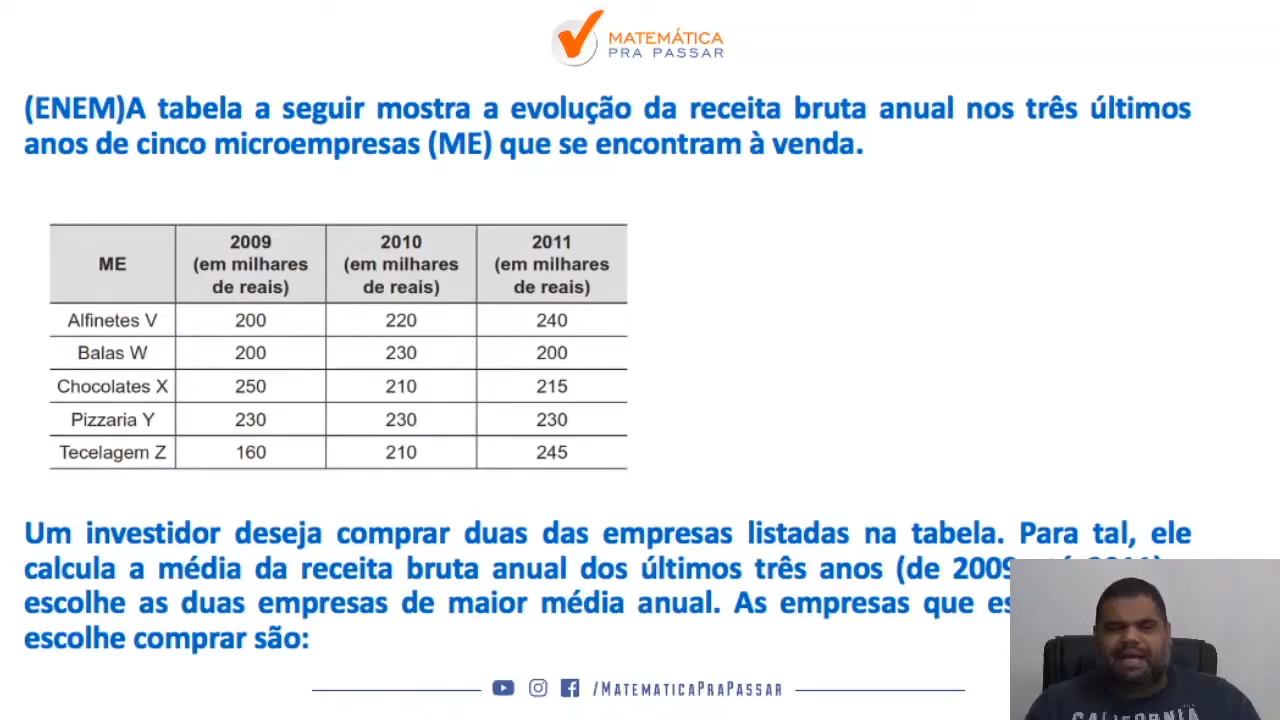 MATEMÁTICA
PRA PASSAR
(ENEM)A tabela a seguir mostra a evolução da receita bruta anual nos três últimos
anos de cinco microempresas (ME) que se encontram à venda.
ME 2009 (em milhares de reais) 2010 (em milhares de reais) 2011 (em milhares de reais)
Alfinetes V 200 220 240
Balas W 200 230 200
Chocolates X 250 210 215
Pizzaria Y 230 230 230
Tecelagem Z 160 210 245
Um investidor deseja comprar duas das empresas listadas na tabela. Para tal, ele
calcula a média da receita bruta anual dos últimos três anos (de 2009
escolhe as duas empresas de maior média anual. As empresas que
escolhe comprar são:
/MATEMATICAPRAPASSAR
CALIFORNIA